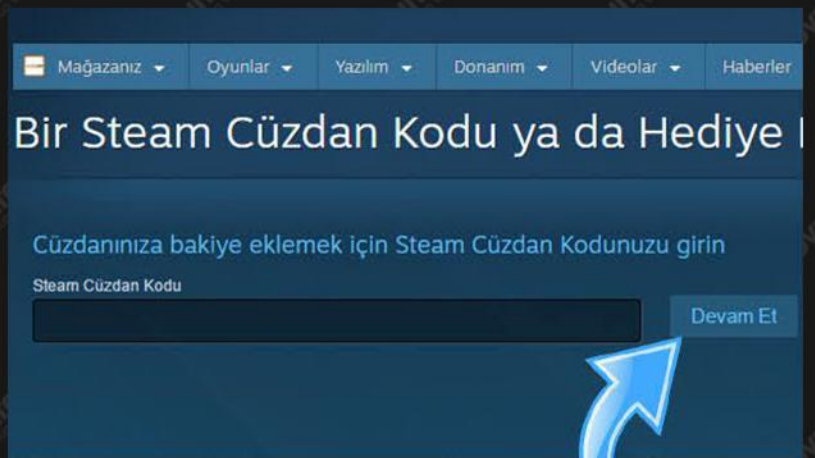 Mağazanız Oyunlar Yazılım Donanım Videolar Haberler
Bir Steam Cüzdan Kodu ya da Hediye
Cüzdanınıza bakiye eklemek için Steam Cüzdan Kodunuzu girin
Steam Cüzdan Kodu
Devam Et